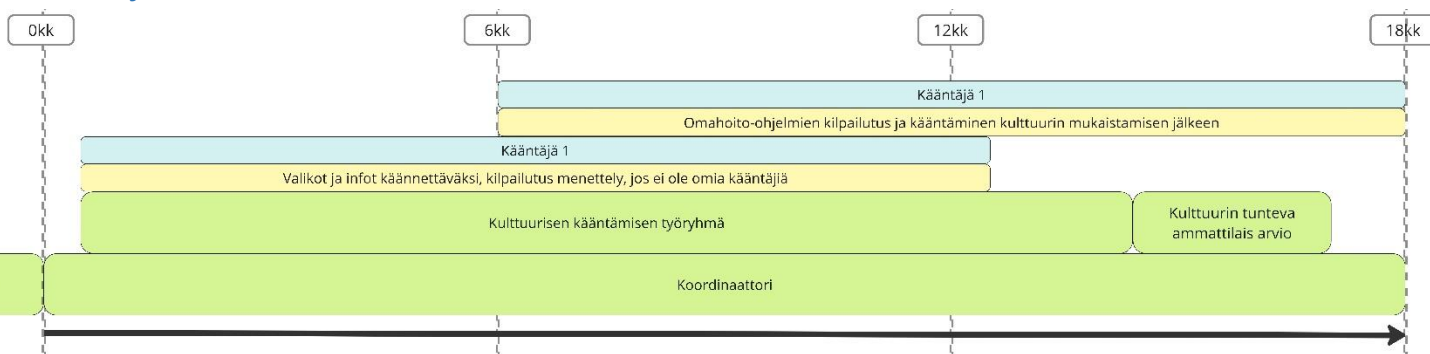 0kk
6kk
12kk
18kk
Kääntäjä 1
Omahoito-ohjelmien kilpailutus ja kääntäminen kulttuurin mukaistamisen jälkeen
Kääntäjä 1
Valikot ja infot käännettäväksi, kilpailutus menettely, jos ei ole omia kääntäjiä
Kulttuurisen kääntämisen työryhmä
Kulttuurin tunteva
ammattilais arvio
Koordinaattori